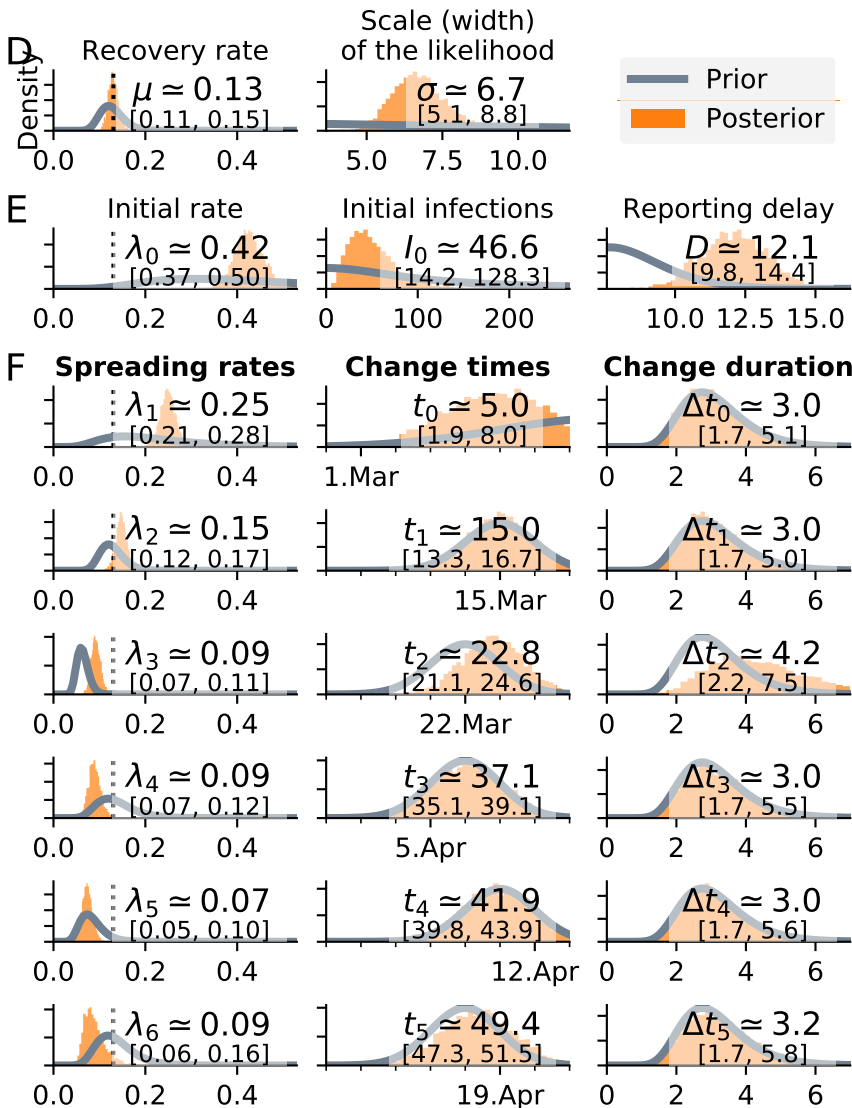 D
Density
Recovery rate
μ ≃ 0.13
[0.11, 0.15]
0.0 0.2 0.4
Scale (width)
of the likelihood
σ ≃ 6.7
[5.1, 8.8]
5.0 7.5 10.0
Prior
Posterior
E
Initial rate
λ0 ≃ 0.42
[0.37, 0.50]
0.0 0.2 0.4
Initial infections
I0 ≃ 46.6
[14.2, 128.3]
0 100 200
Reporting delay
D ≃ 12.1
[9.8, 14.4]
10.0 12.5 15.0
F
Spreading rates Change times Change duration
λ1 ≃ 0.25
[0.21, 0.28]
0.0 0.2 0.4
t0 ≃ 5.0
[1.9, 8.0]
1.Mar
Δt0 ≃ 3.0
[1.7, 5.1]
2 4 6
λ2 ≃ 0.15
[0.12, 0.17]
0.0 0.2 0.4
t1 ≃ 15.0
[13.3, 16.7]
15.Mar
Δt1 ≃ 3.0
[1.7, 5.0]
0 2 4 6
λ3 ≃ 0.09
[0.07, 0.11]
0.0 0.2 0.4
t2 ≃ 22.8
[21.1, 24.6]
22.Mar
Δt2 ≃ 4.2
[2.2, 7.5]
0 2 4 6
λ4 ≃ 0.09
[0.07, 0.12]
0.0 0.2 0.4
t3 ≃ 37.1
[35.1, 39.1]
5.Apr
Δt3 ≃ 3.0
[1.7, 5.5]
0 2 4 6
λ5 ≃ 0.07
[0.05, 0.10]
0.0 0.2 0.4
t4 ≃ 41.9
[39.8, 43.9]
12.Apr
Δt4 ≃ 3.0
[1.7, 5.6]
0 2 4 6
λ6 ≃ 0.09
[0.06, 0.16]
0.0 0.2 0.4
t5 ≃ 49.4
[47.3, 51.5]
19.Apr
Δt5 ≃ 3.2
[1.7, 5.8]
0 2 4 6